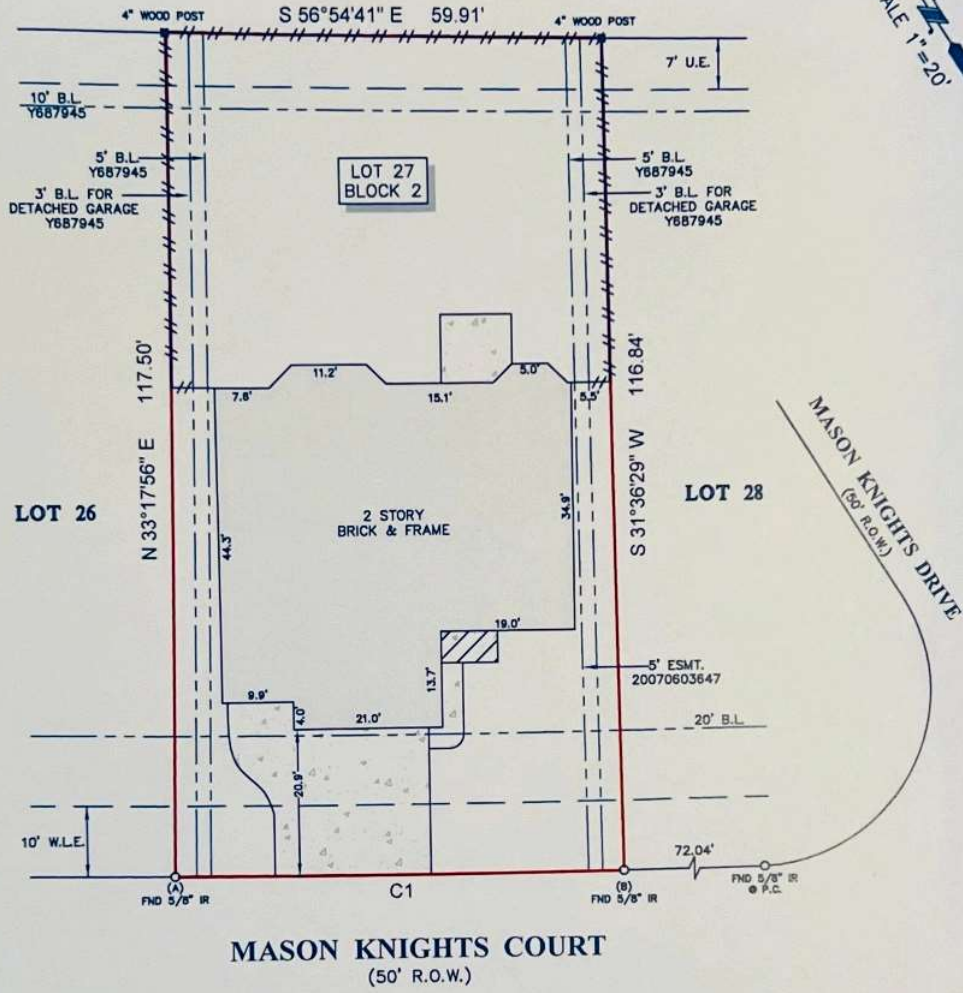 4" WOOD POST
S 56°54'41" E 59.91'
4" WOOD POST
ALE 1"=20'
7' U.E.
10' B.L.
Y687945
5' B.L.
Y687945
3' B.L. FOR
DETACHED GARAGE
Y687945
LOT 27
BLOCK 2
5' B.L.
Y687945
3' B.L. FOR
DETACHED GARAGE
Y687945
N 33°17'56" E 117.50'
S 31°36'29" W 116.84'
11.2'
5.0'
7.6'
15.1'
5.5'
MASON KNIGHTS DRIVE
(50' R.O.W.)
LOT 26
LOT 28
2 STORY
BRICK & FRAME
44.3'
34.9'
19.0'
13.7'
5' ESMT.
20070603647
9.9'
4.0'
21.0'
20' B.L.
20.9'
10' W.L.E.
72.04'
(A)
FND 5/8" IR
C1
(B)
FND 5/8" IR
FND 5/8" IR
@ P.C.
MASON KNIGHTS COURT
(50' R.O.W.)